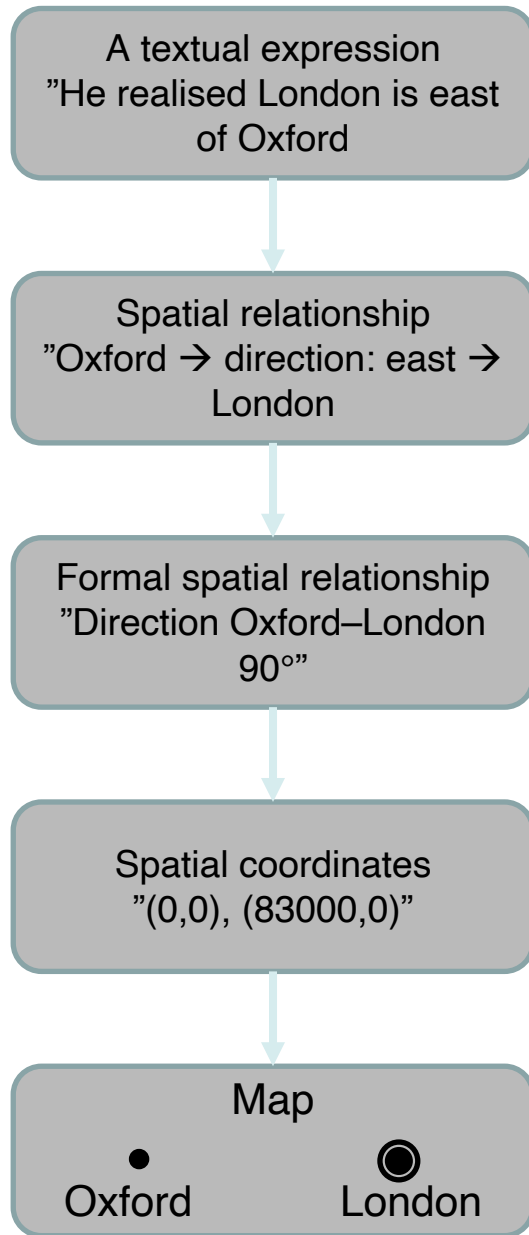 A textual expression
”He realised London is east
of Oxford
Spatial relationship
”Oxford → direction: east →
London
Formal spatial relationship
”Direction Oxford–London
90°”
Spatial coordinates
”(0,0), (83000,0)”
Map
Oxford London